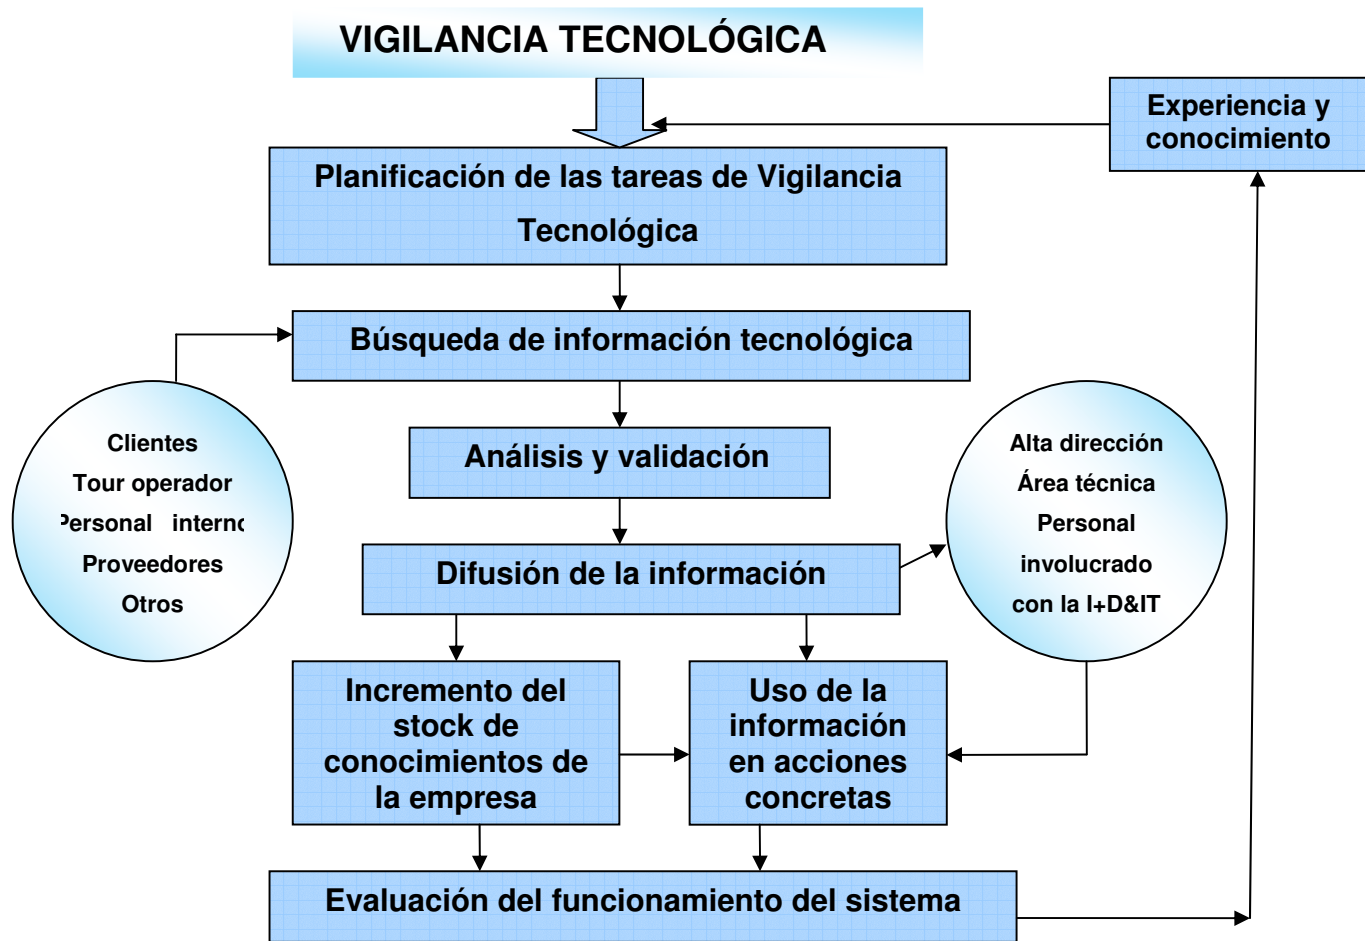 VIGILANCIA TECNOLÓGICA
Experiencia y
conocimiento
Planificación de las tareas de Vigilancia
Tecnológica
Búsqueda de información tecnológica
Clientes
Tour operador
Personal interno
Proveedores
Otros
Análisis y validación
Alta dirección
Área técnica
Personal
involucrado
con la I+D&IT
Difusión de la información
Incremento del
stock de
conocimientos de
la empresa
Uso de la
información
en acciones
concretas
Evaluación del funcionamiento del sistema